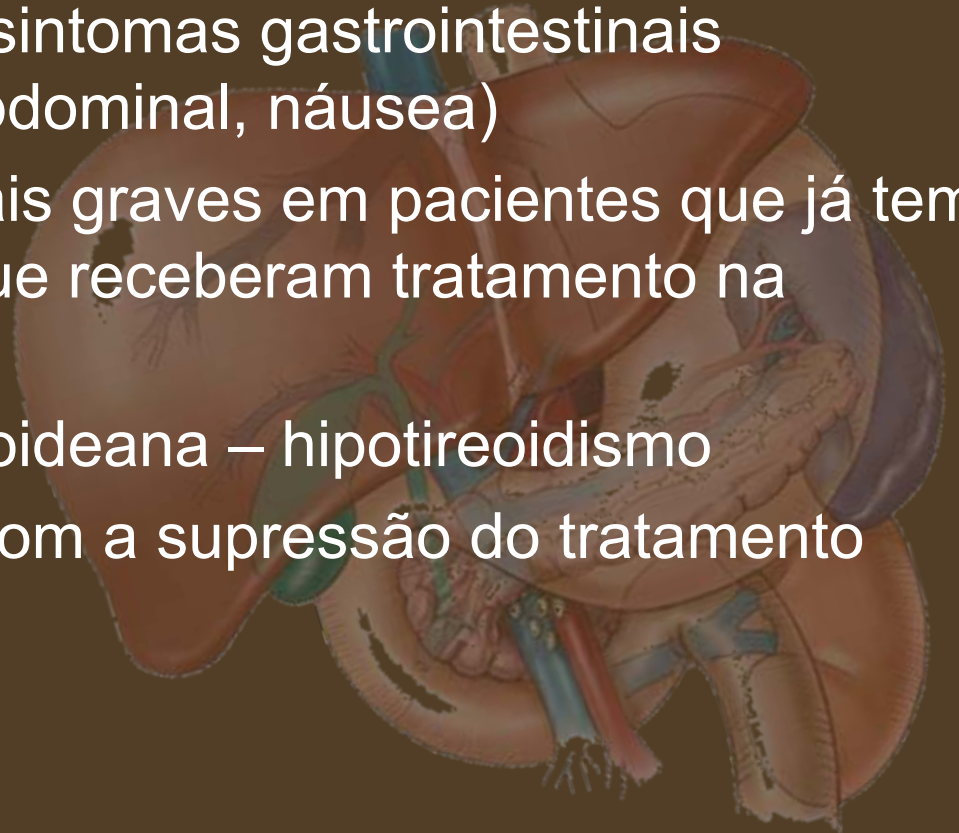 sintomas gastrointestinais
odominal, náusea)
is graves em pacientes que já tem
ue receberam tratamento na
oideana – hipotireoidismo
om a supressão do tratamento